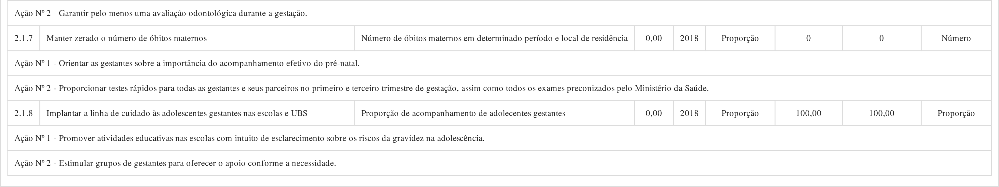 Ação Nº 2 - Garantir pelo menos uma avaliação odontológica durante a gestação.
2.1.7 Manter zerado o número de óbitos maternos Número de óbitos maternos em determinado período e local de residência 0,00 2018 Proporção 0 0 Número
Ação Nº 1 - Orientar as gestantes sobre a importância do acompanhamento efetivo do pré-natal.
Ação Nº 2 - Proporcionar testes rápidos para todas as gestantes e seus parceiros no primeiro e terceiro trimestre de gestação, assim como todos os exames preconizados pelo Ministério da Saúde.
2.1.8 Implantar a linha de cuidado às adolescentes gestantes nas escolas e UBS Proporção de acompanhamento de adolecentes gestantes 0,00 2018 Proporção 100,00 100,00 Proporção
Ação Nº 1 - Promover atividades educativas nas escolas com intuito de esclarecimento sobre os riscos da gravidez na adolescência.
Ação Nº 2 - Estimular grupos de gestantes para oferecer o apoio conforme a necessidade.